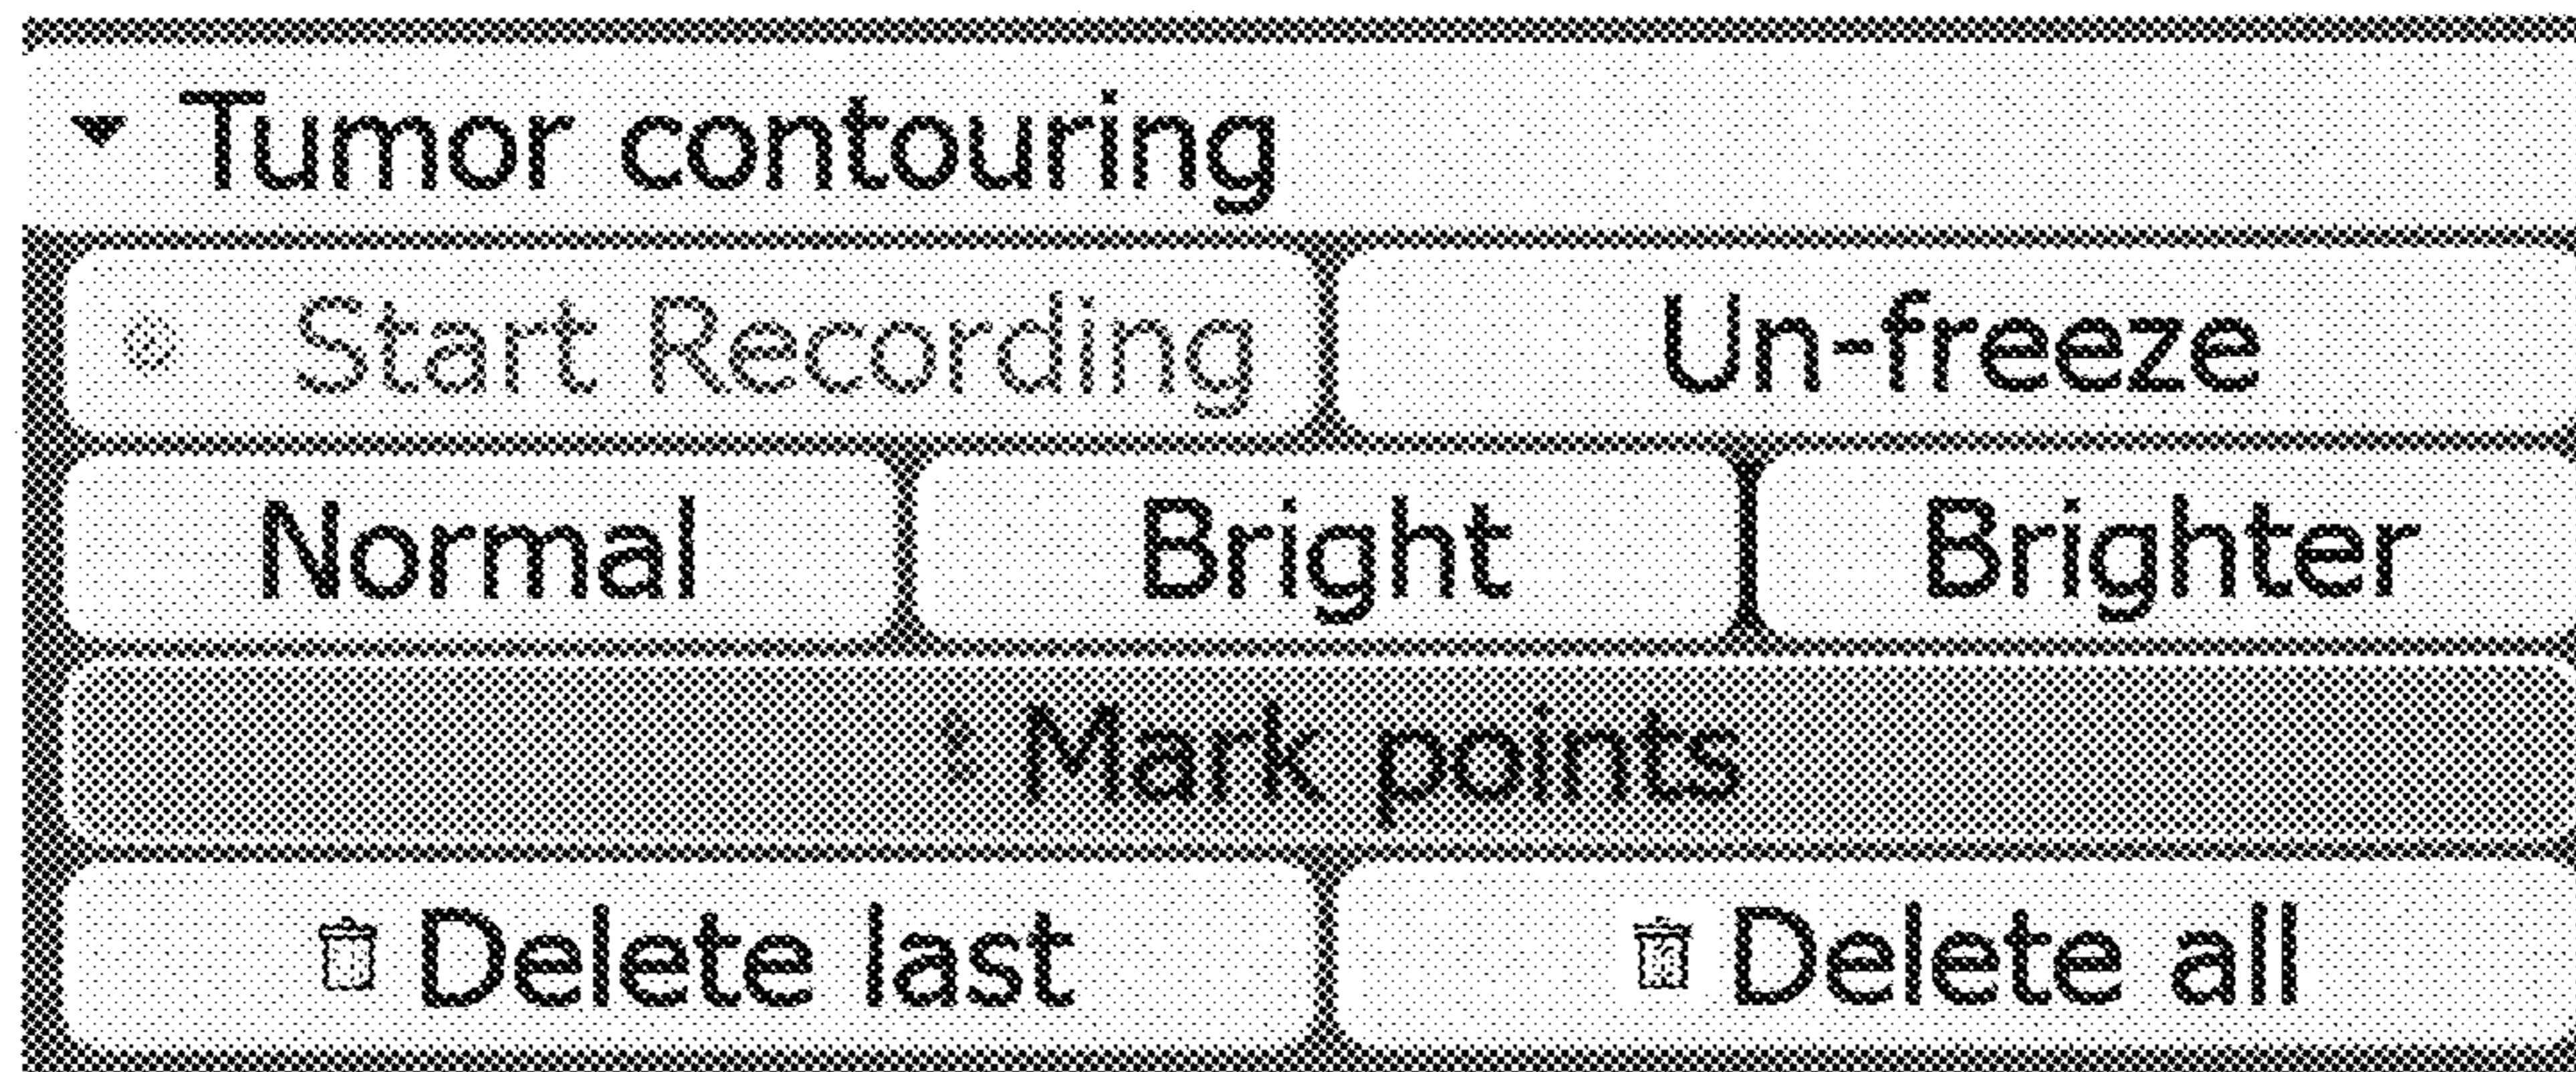 Tumor contouring
Start Recording Un-freeze
Normal Bright Brighter
Mark points
Delete last Delete all